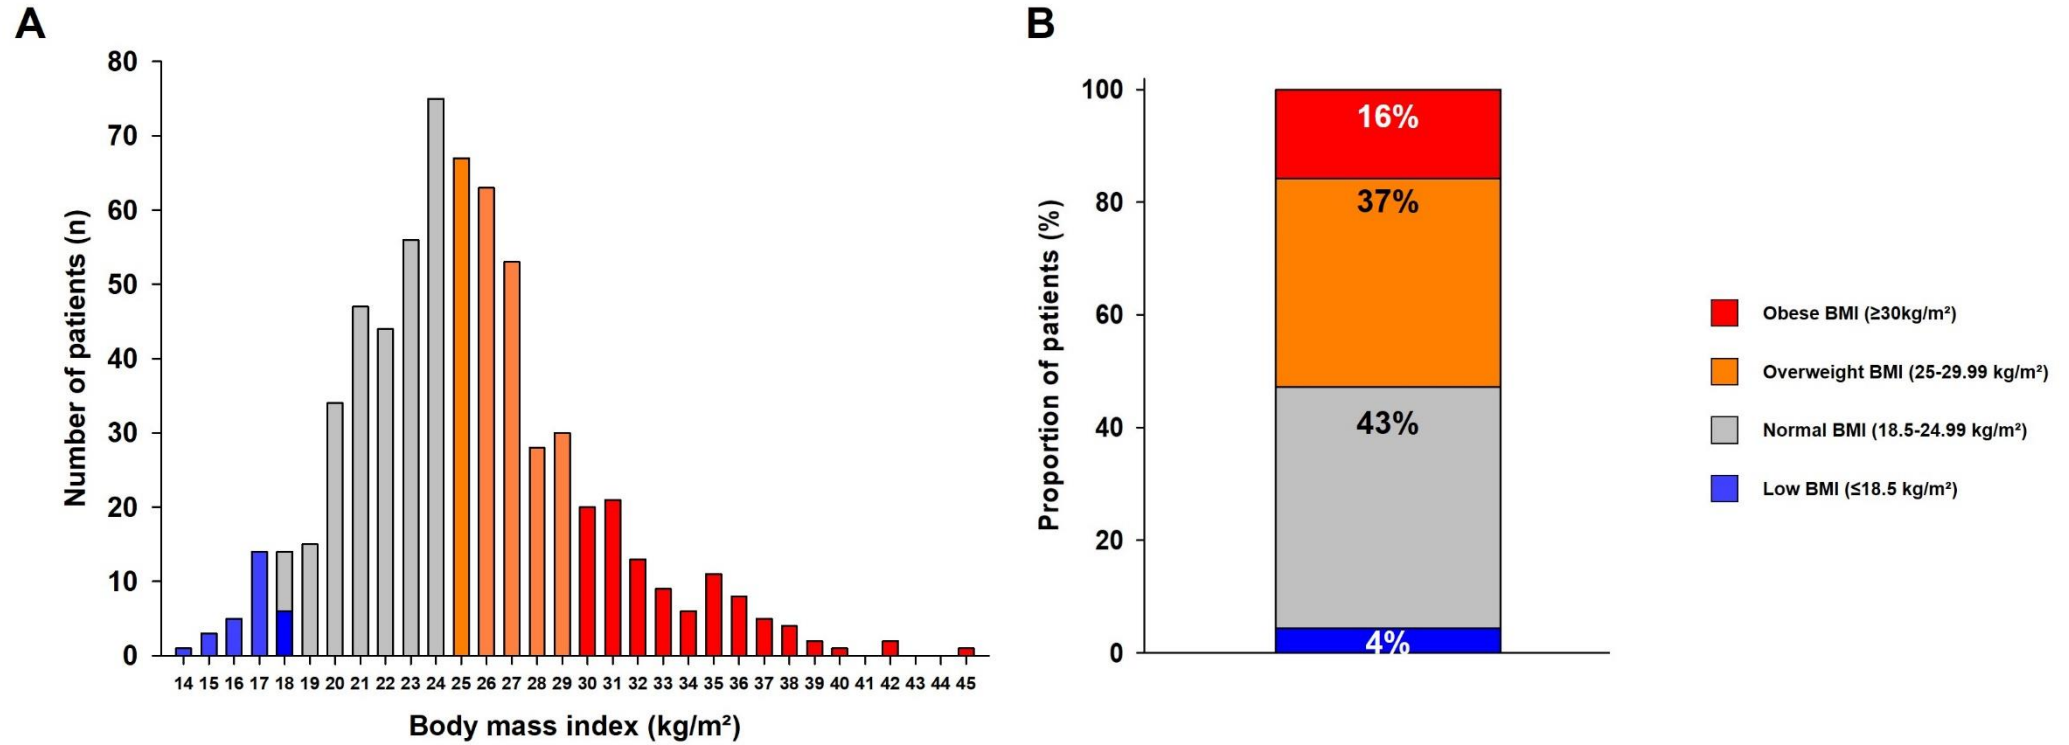 A
80
70
60
50
40
30
20
10
0
Number of patients (n)
14 15 16 17 18 19 20 21 22 23 24 25 26 27 28 29 30 31 32 33 34 35 36 37 38 39 40 41 42 43 44 45
Body mass index (kg/m²)
B
100
80
60
40
20
0
Proportion of patients (%)
16%
37%
43%
4%
Obese BMI (≥30kg/m²)
Overweight BMI (25-29.99 kg/m²)
Normal BMI (18.5-24.99 kg/m²)
Low BMI (≤18.5 kg/m²)